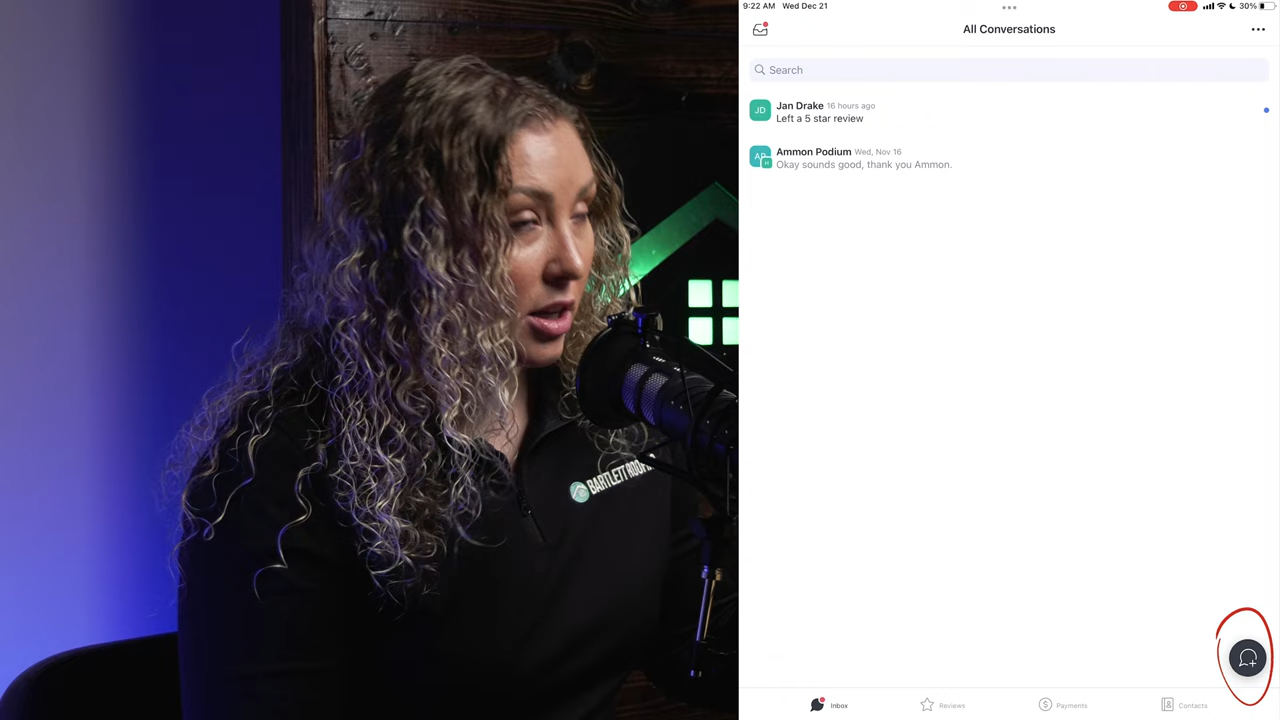 9:22 AM Wed Dec 21
30%
All Conversations
Search
JD
Jan Drake 16 hours ago
Left a 5 star review
Ammon Podium Wed, Nov 16
Okay sounds good, thank you Ammon.
BARTLETT
Inbox
Reviews
Payments
Contacts